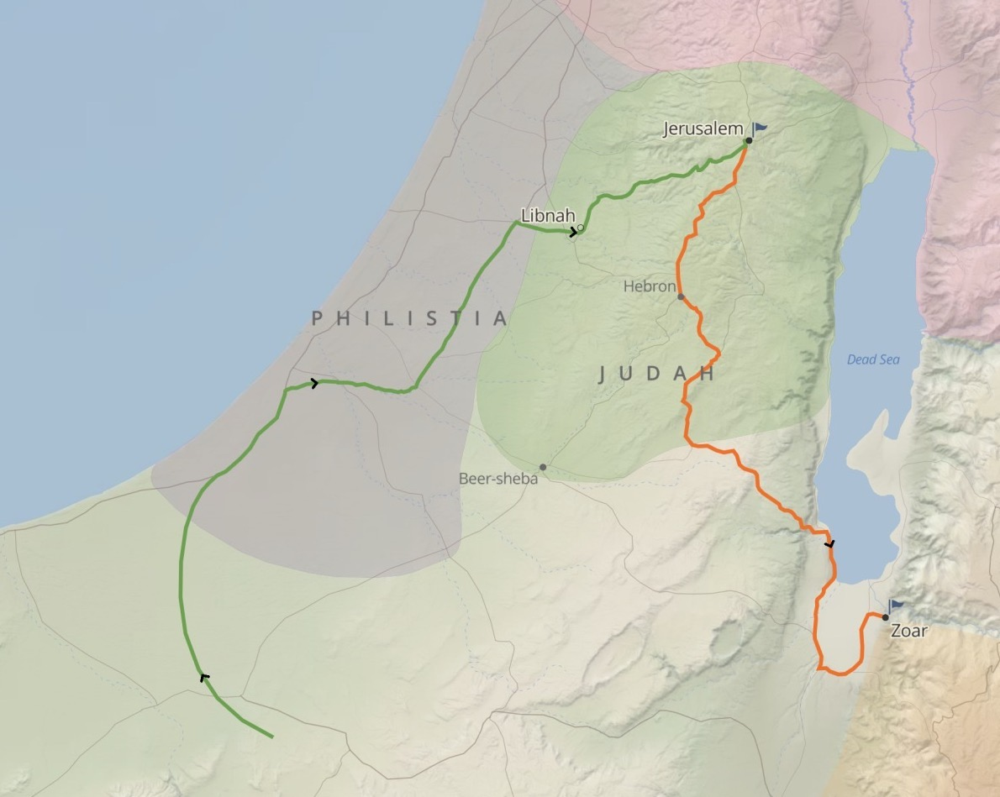 Jerusalem
Libnah
Hebron
PHILISTIA
Dead Sea
JUDAH
Beer-sheba
Zoar